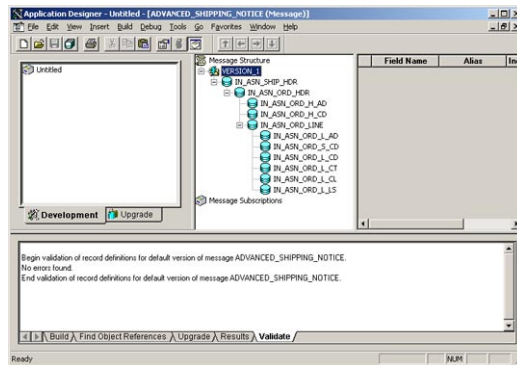 Application Designer - Untitled - [ADVANCED_SHIPPING_NOTICE (Message)]
File Edit View Insert Build Debug Tools Go Favorites Window Help
Untitled
Development
Upgrade
Message Structure
VERSION_1
IN_ASN_SHIP_HDR
IN_ASN_ORD_HDR
IN_ASN_ORD_H_AD
IN_ASN_ORD_H_CD
IN_ASN_ORD_LINE
IN_ASN_ORD_L_AD
IN_ASN_ORD_S_CD
IN_ASN_ORD_L_CD
IN_ASN_ORD_L_CT
IN_ASN_ORD_L_CL
IN_ASN_ORD_L_LS
Message Subscriptions
Field Name Alias
Begin validation of record definitions for default version of message ADVANCED_SHIPPING_NOTICE.
No errors found.
End validation of record definitions for default version of message ADVANCED_SHIPPING_NOTICE.
Build Find Object References Upgrade Results Validate
Ready
NUM